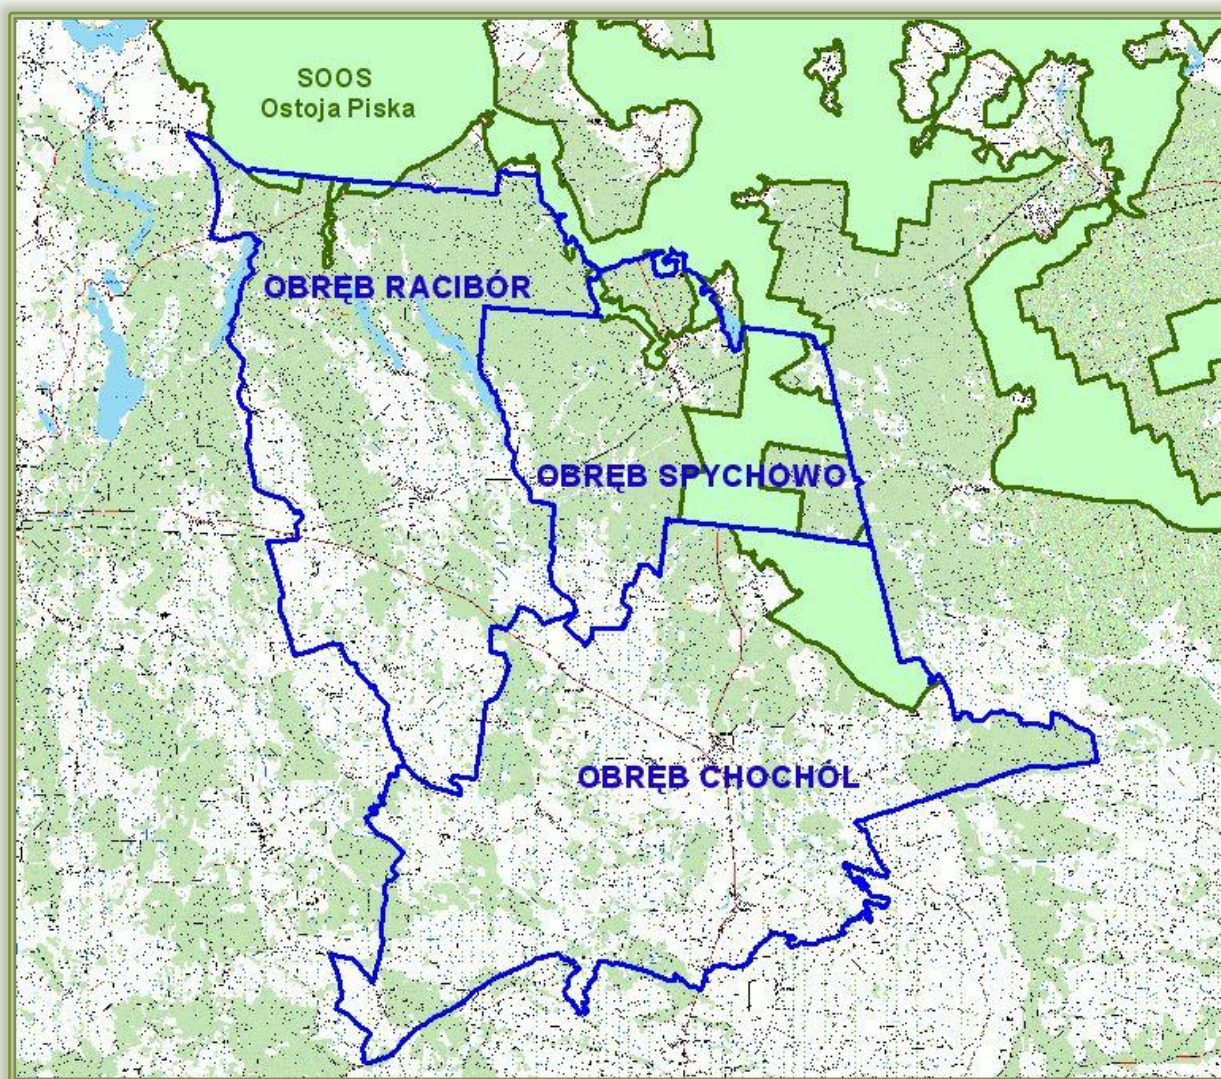 SOOS
Ostoja Piska
OBRĘB RACIBÓR
OBRĘB SPYCHOWO
OBRĘB CHOCHÓL